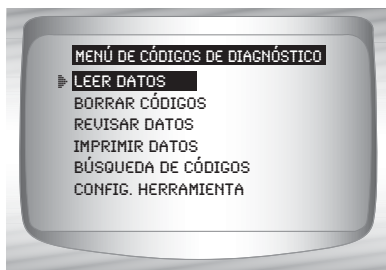 MENÚ DE CÓDIGOS DE DIAGNÓSTICO
LEER DATOS
BORRAR CÓDIGOS
REVISAR DATOS
IMPRIMIR DATOS
BÚSQUEDA DE CÓDIGOS
CONFIG. HERRAMIENTA